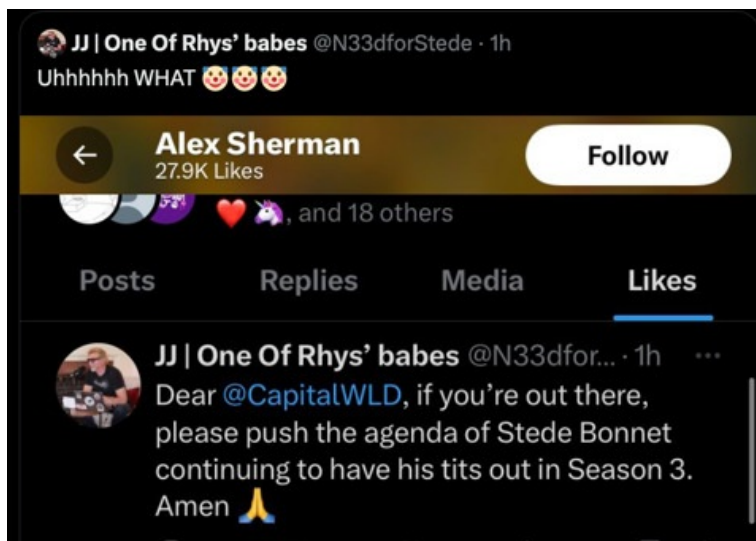 JJ | One Of Rhys’ babes @N33dforStede · 1h
Uhhhhhh WHAT 🤡🤡🤡
Alex Sherman
27.9K Likes
Follow
❤️🦄, and 18 others
Posts Replies Media Likes
JJ | One Of Rhys’ babes @N33dfor... · 1h
Dear @CapitalWLD, if you’re out there,
please push the agenda of Stede Bonnet
continuing to have his tits out in Season 3.
Amen 🙏